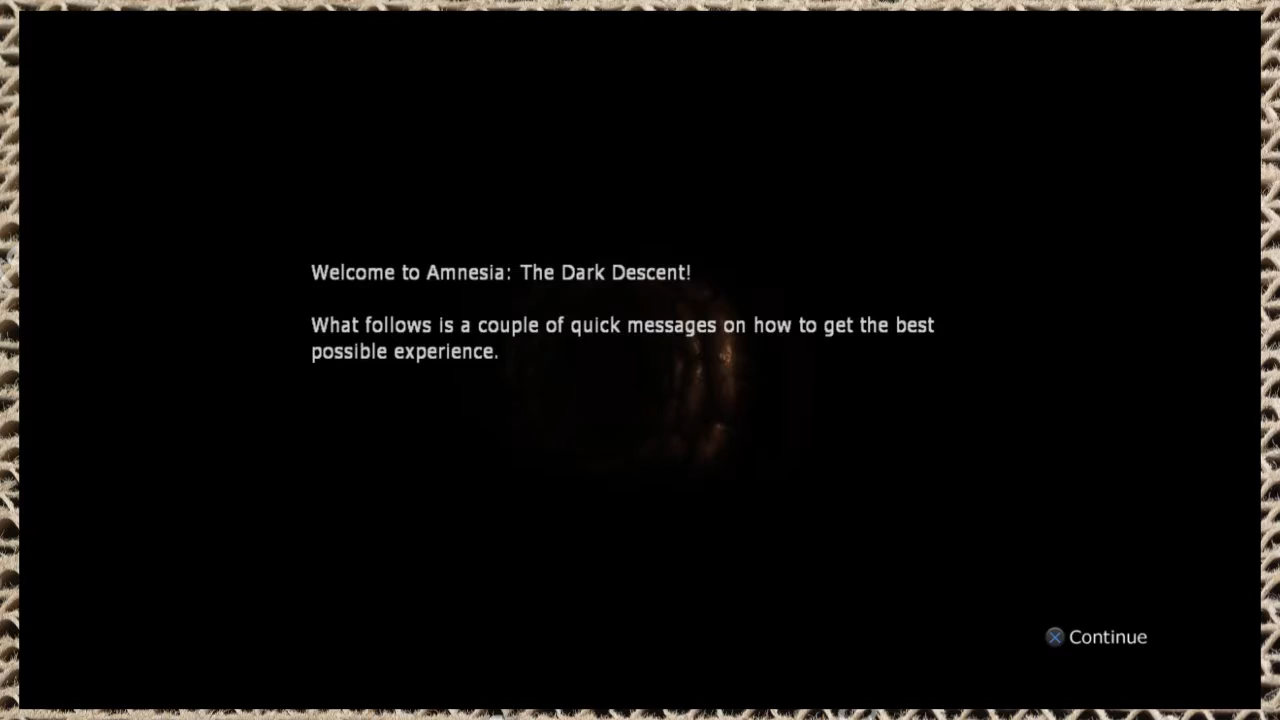 Welcome to Amnesia: The Dark Descent!
What follows is a couple of quick messages on how to get the best
possible experience.
Continue